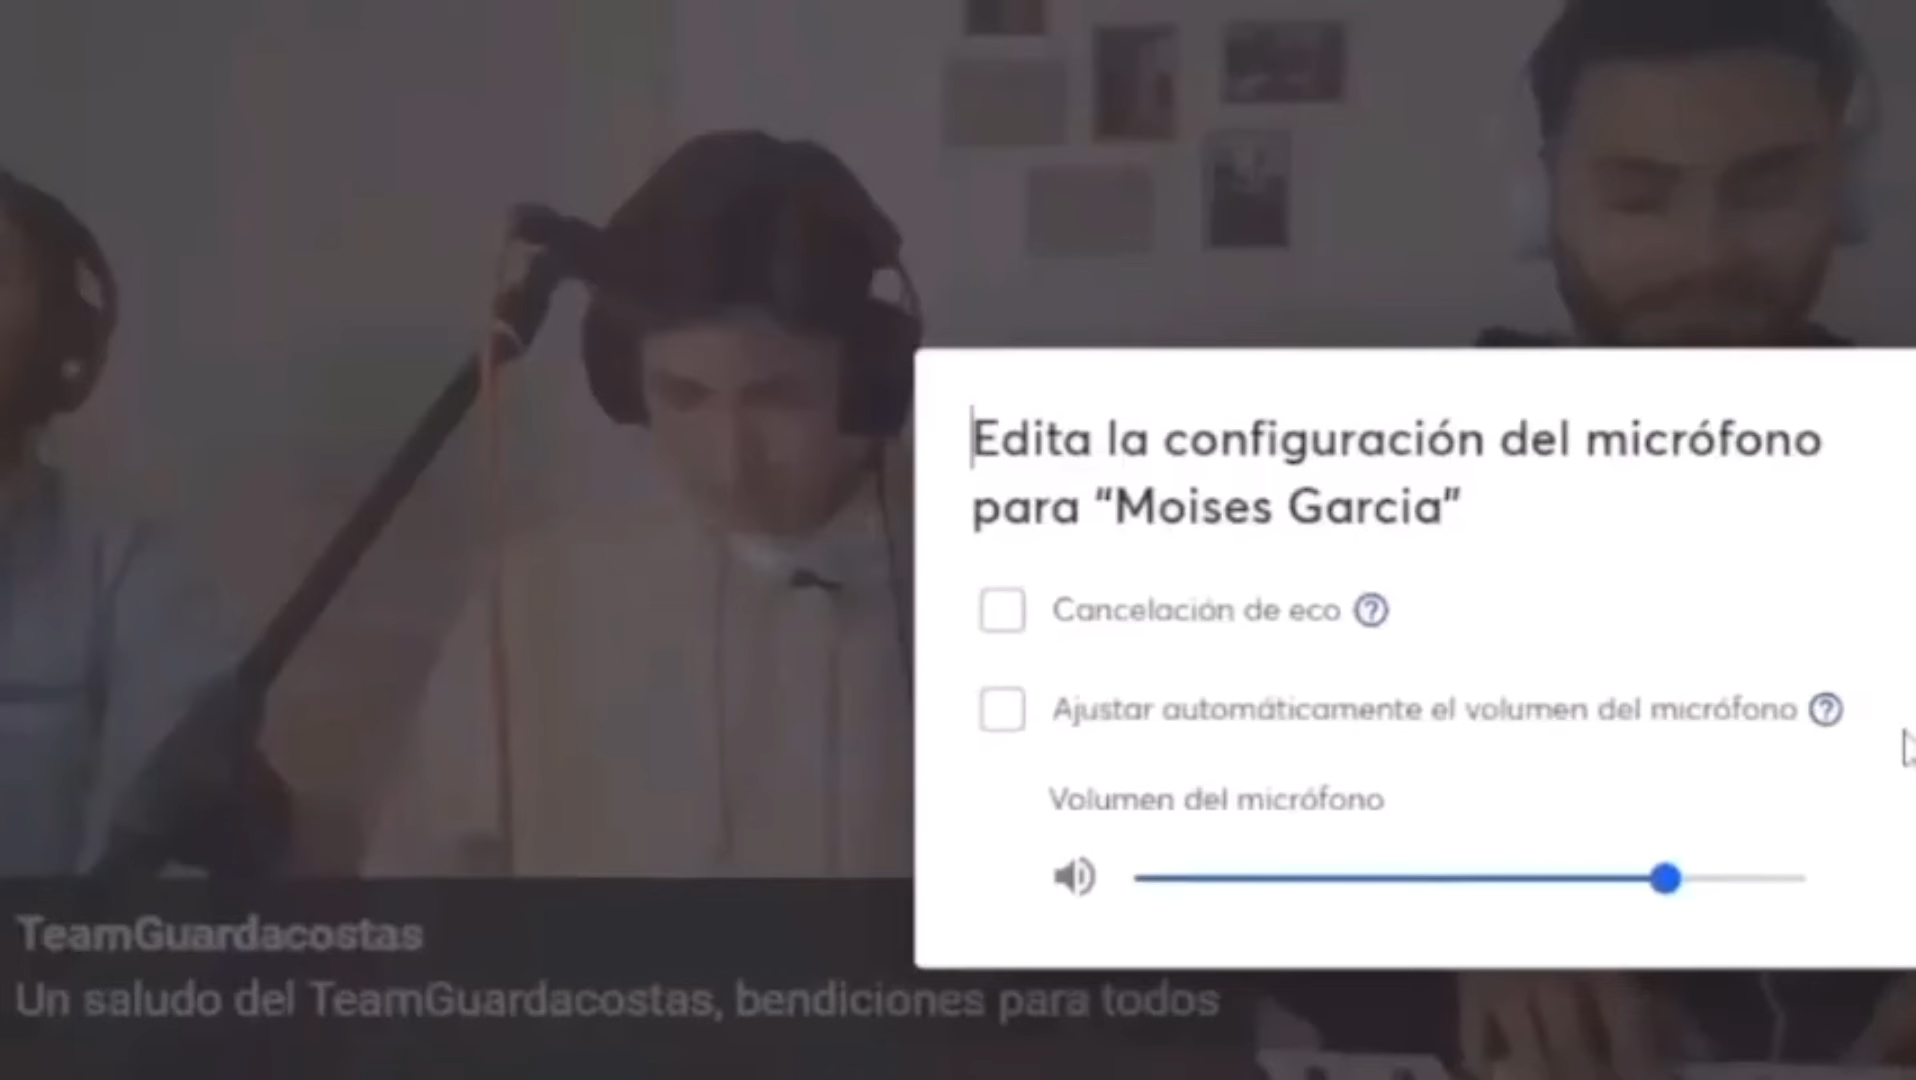 Edita la configuración del micrófono
para “Moises Garcia”
Cancelación de eco
Ajustar automáticamente el volumen del micrófono
Volumen del micrófono
TeamGuardacostas
Un saludo del TeamGuardacostas, bendiciones para todos